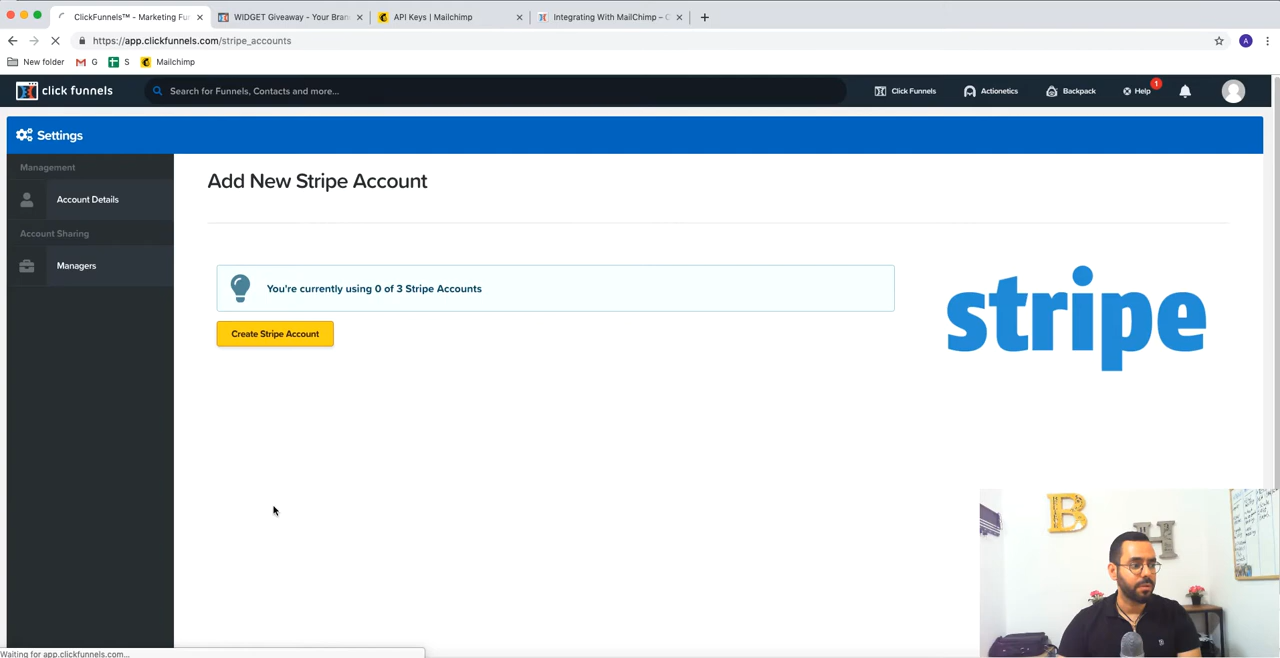 ClickFunnels™ - Marketing Fun
WIDGET Giveaway - Your Bran
API Keys | Mailchimp
Integrating With MailChimp – C
https://app.clickfunnels.com/stripe_accounts
A
New folder
G
S
Mailchimp
click funnels
Search for Funnels, Contacts and more...
Click Funnels
Actionetics
Backpack
Help
1
Settings
Management
Account Details
Account Sharing
Managers
Add New Stripe Account
You're currently using 0 of 3 Stripe Accounts
Create Stripe Account
stripe
B
H
Waiting for app.clickfunnels.com...